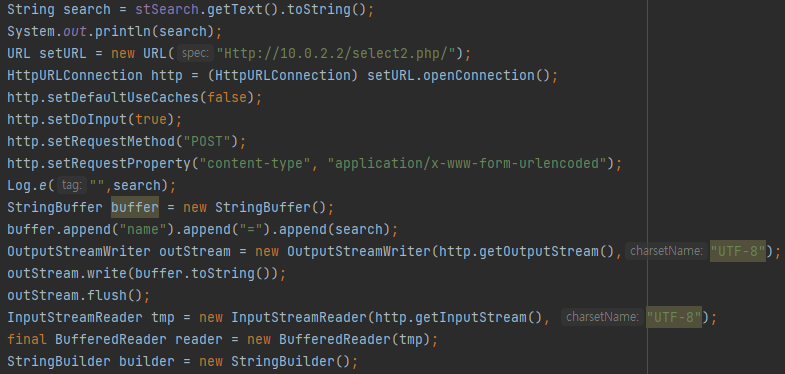 String search = stSearch.getText().toString();
System.out.println(search);
URL setURL = new URL( spec: "Http://10.0.2.2/select2.php/");
HttpURLConnection http = (HttpURLConnection) setURL.openConnection();
http.setDefaultUseCaches(false);
http.setDoInput(true);
http.setRequestMethod("POST");
http.setRequestProperty("content-type", "application/x-www-form-urlencoded");
Log.e( tag: "",search);
StringBuffer buffer = new StringBuffer();
buffer.append("name").append("=").append(search);
OutputStreamWriter outStream = new OutputStreamWriter(http.getOutputStream(), charsetName: "UTF-8");
outStream.write(buffer.toString());
outStream.flush();
InputStreamReader tmp = new InputStreamReader(http.getInputStream(), charsetName: "UTF-8");
final BufferedReader reader = new BufferedReader(tmp);
StringBuilder builder = new StringBuilder();